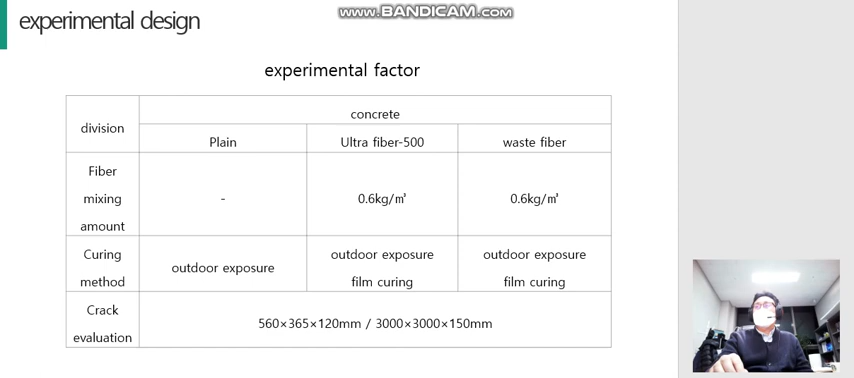 www.BANDICAM.com
experimental design
experimental factor
division
concrete
Plain
Ultra fiber-500
waste fiber
Fiber
mixing
amount
-
0.6kg/㎥
0.6kg/㎥
Curing
method
outdoor exposure
outdoor exposure
film curing
outdoor exposure
film curing
Crack
evaluation
560×365×120mm / 3000×3000×150mm